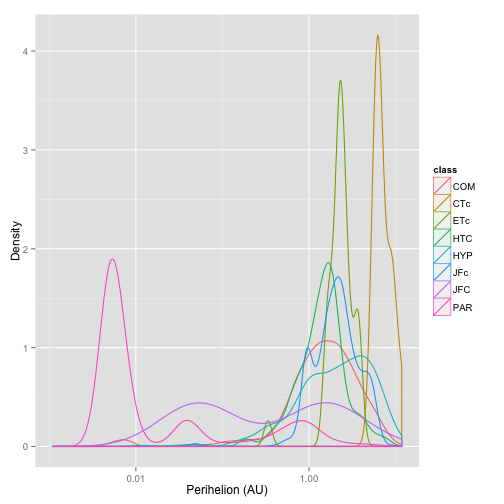 4
3
2
1
0
Density
0.01
1.00
Perihelion (AU)
class
COM
CTc
ETc
HTC
HYP
JFc
JFC
PAR